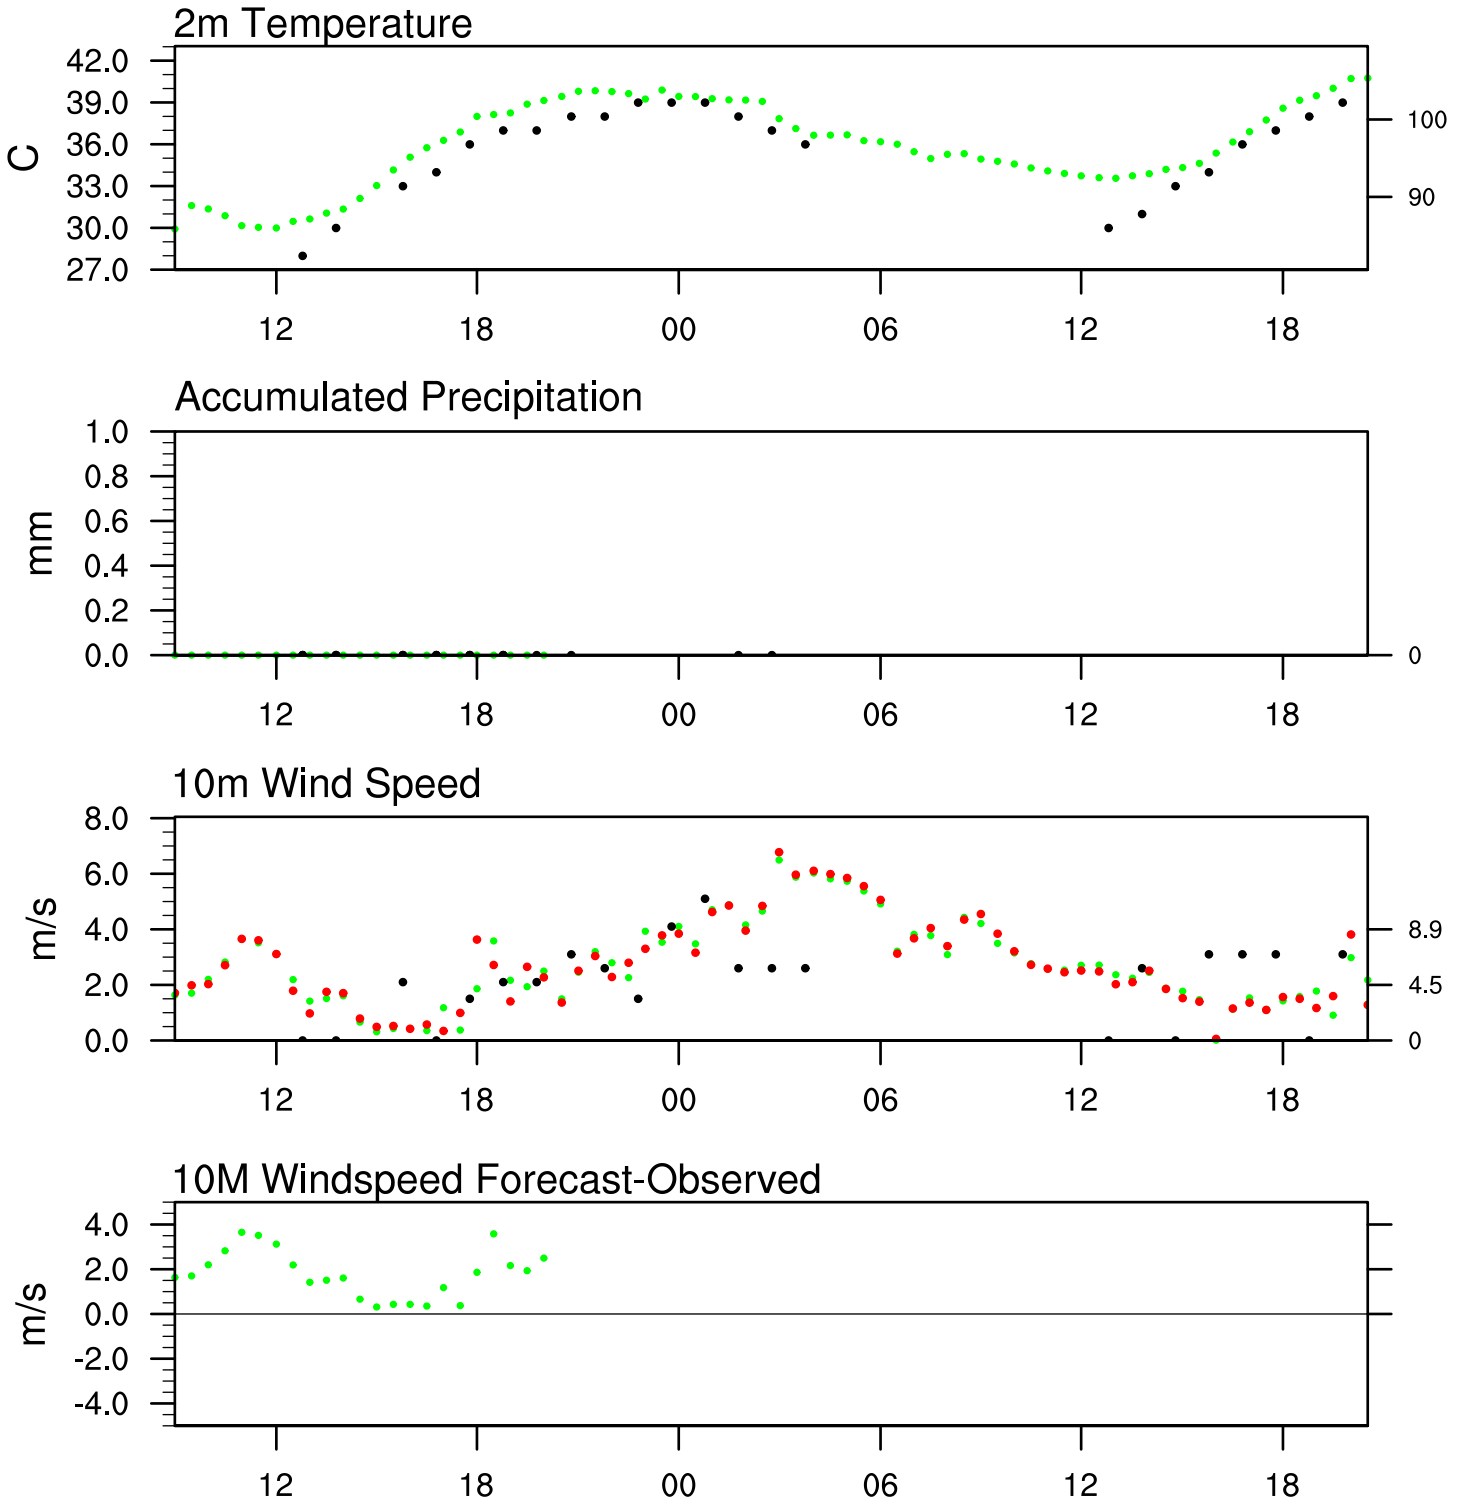 2m Temperature
42.0
39.0
36.0
33.0
30.0
27.0
C
100
90
12 18 00 06 12 18
Accumulated Precipitation
1.0
0.8
0.6
0.4
0.2
0.0
mm
0
12 18 00 06 12 18
10m Wind Speed
8.0
6.0
4.0
2.0
0.0
m/s
8.9
4.5
0
12 18 00 06 12 18
10M Windspeed Forecast-Observed
4.0
2.0
0.0
-2.0
-4.0
m/s
12 18 00 06 12 18